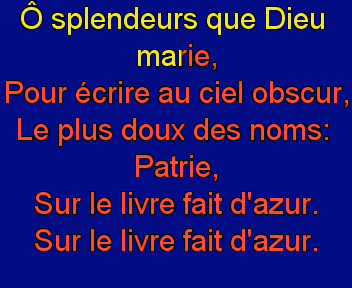 Ô splendeurs que Dieu
marie,
Pour écrire au ciel obscur,
Le plus doux des noms:
Patrie,
Sur le livre fait d'azur.
Sur le livre fait d'azur.